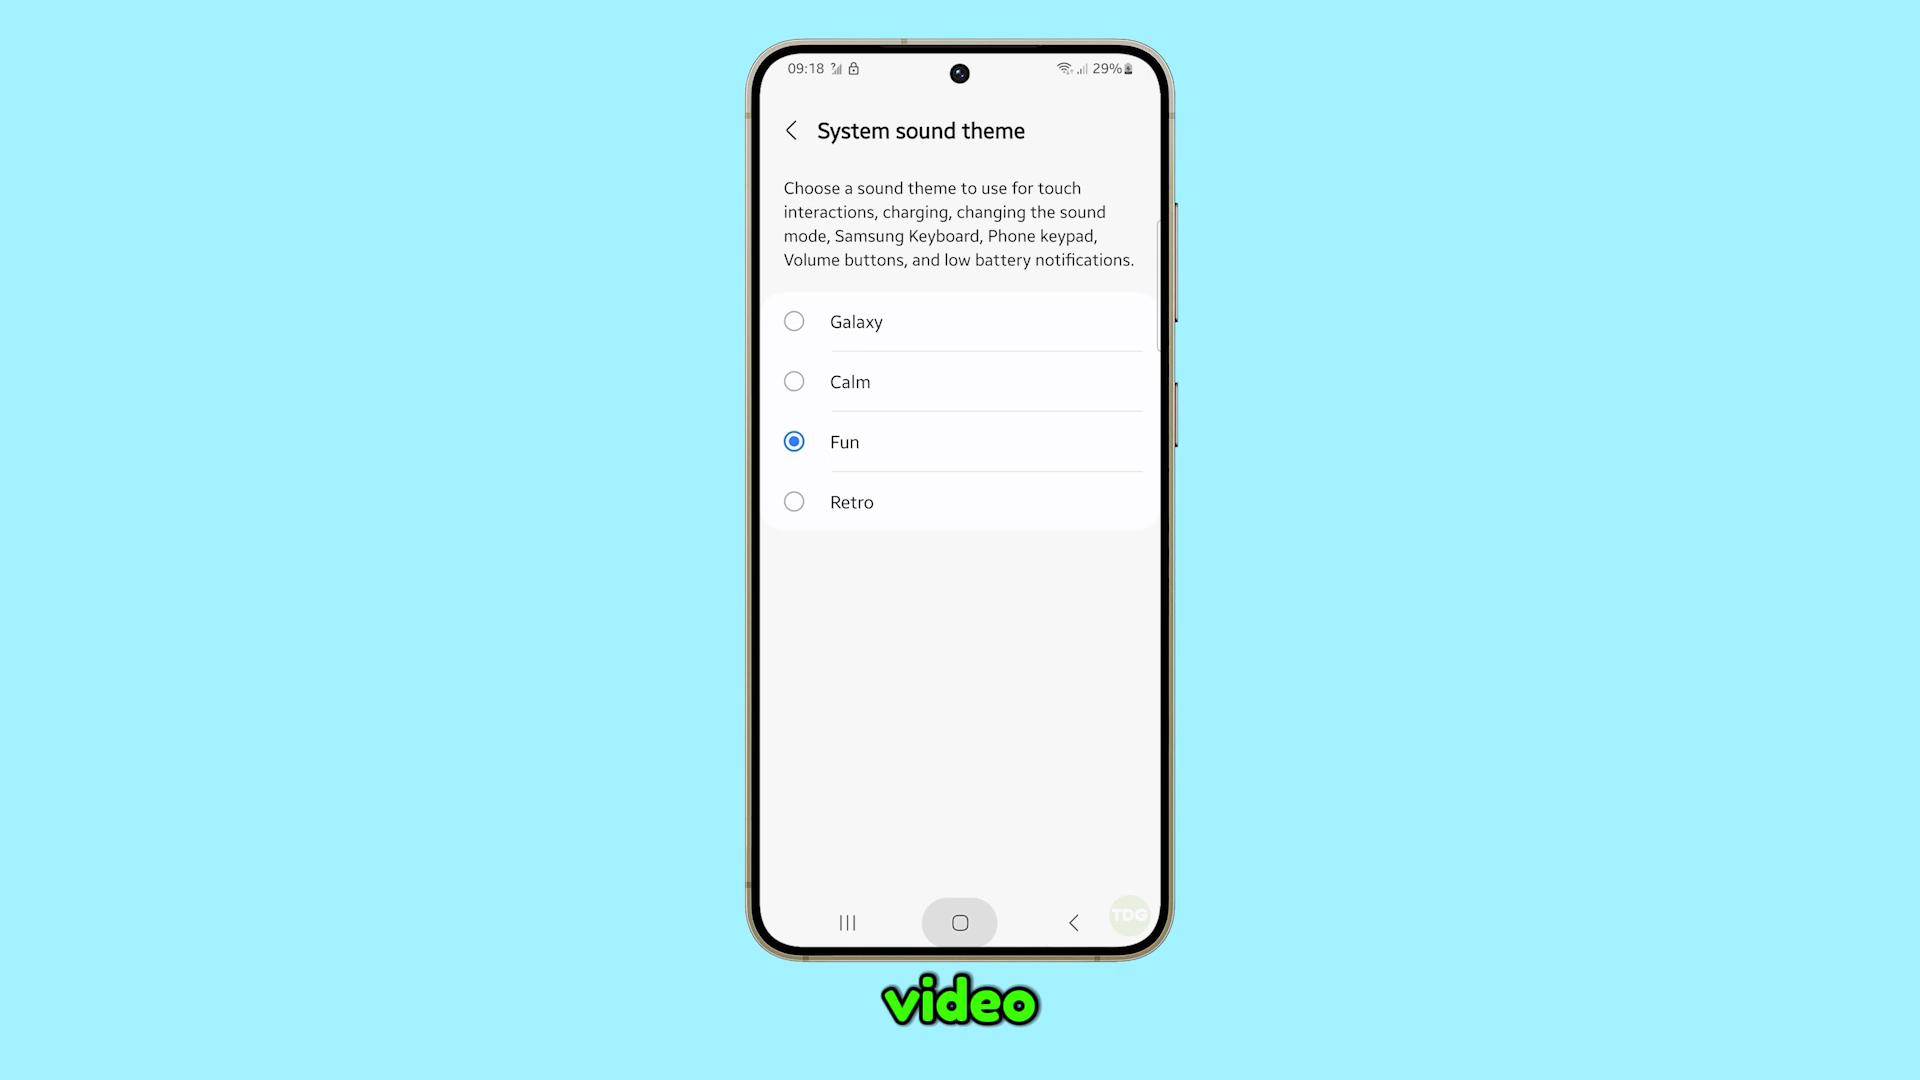 09:18
29%
System sound theme
Choose a sound theme to use for touch
interactions, charging, changing the sound
mode, Samsung Keyboard, Phone keypad,
Volume buttons, and low battery notifications.
Galaxy
Calm
Fun
Retro
TDG
video